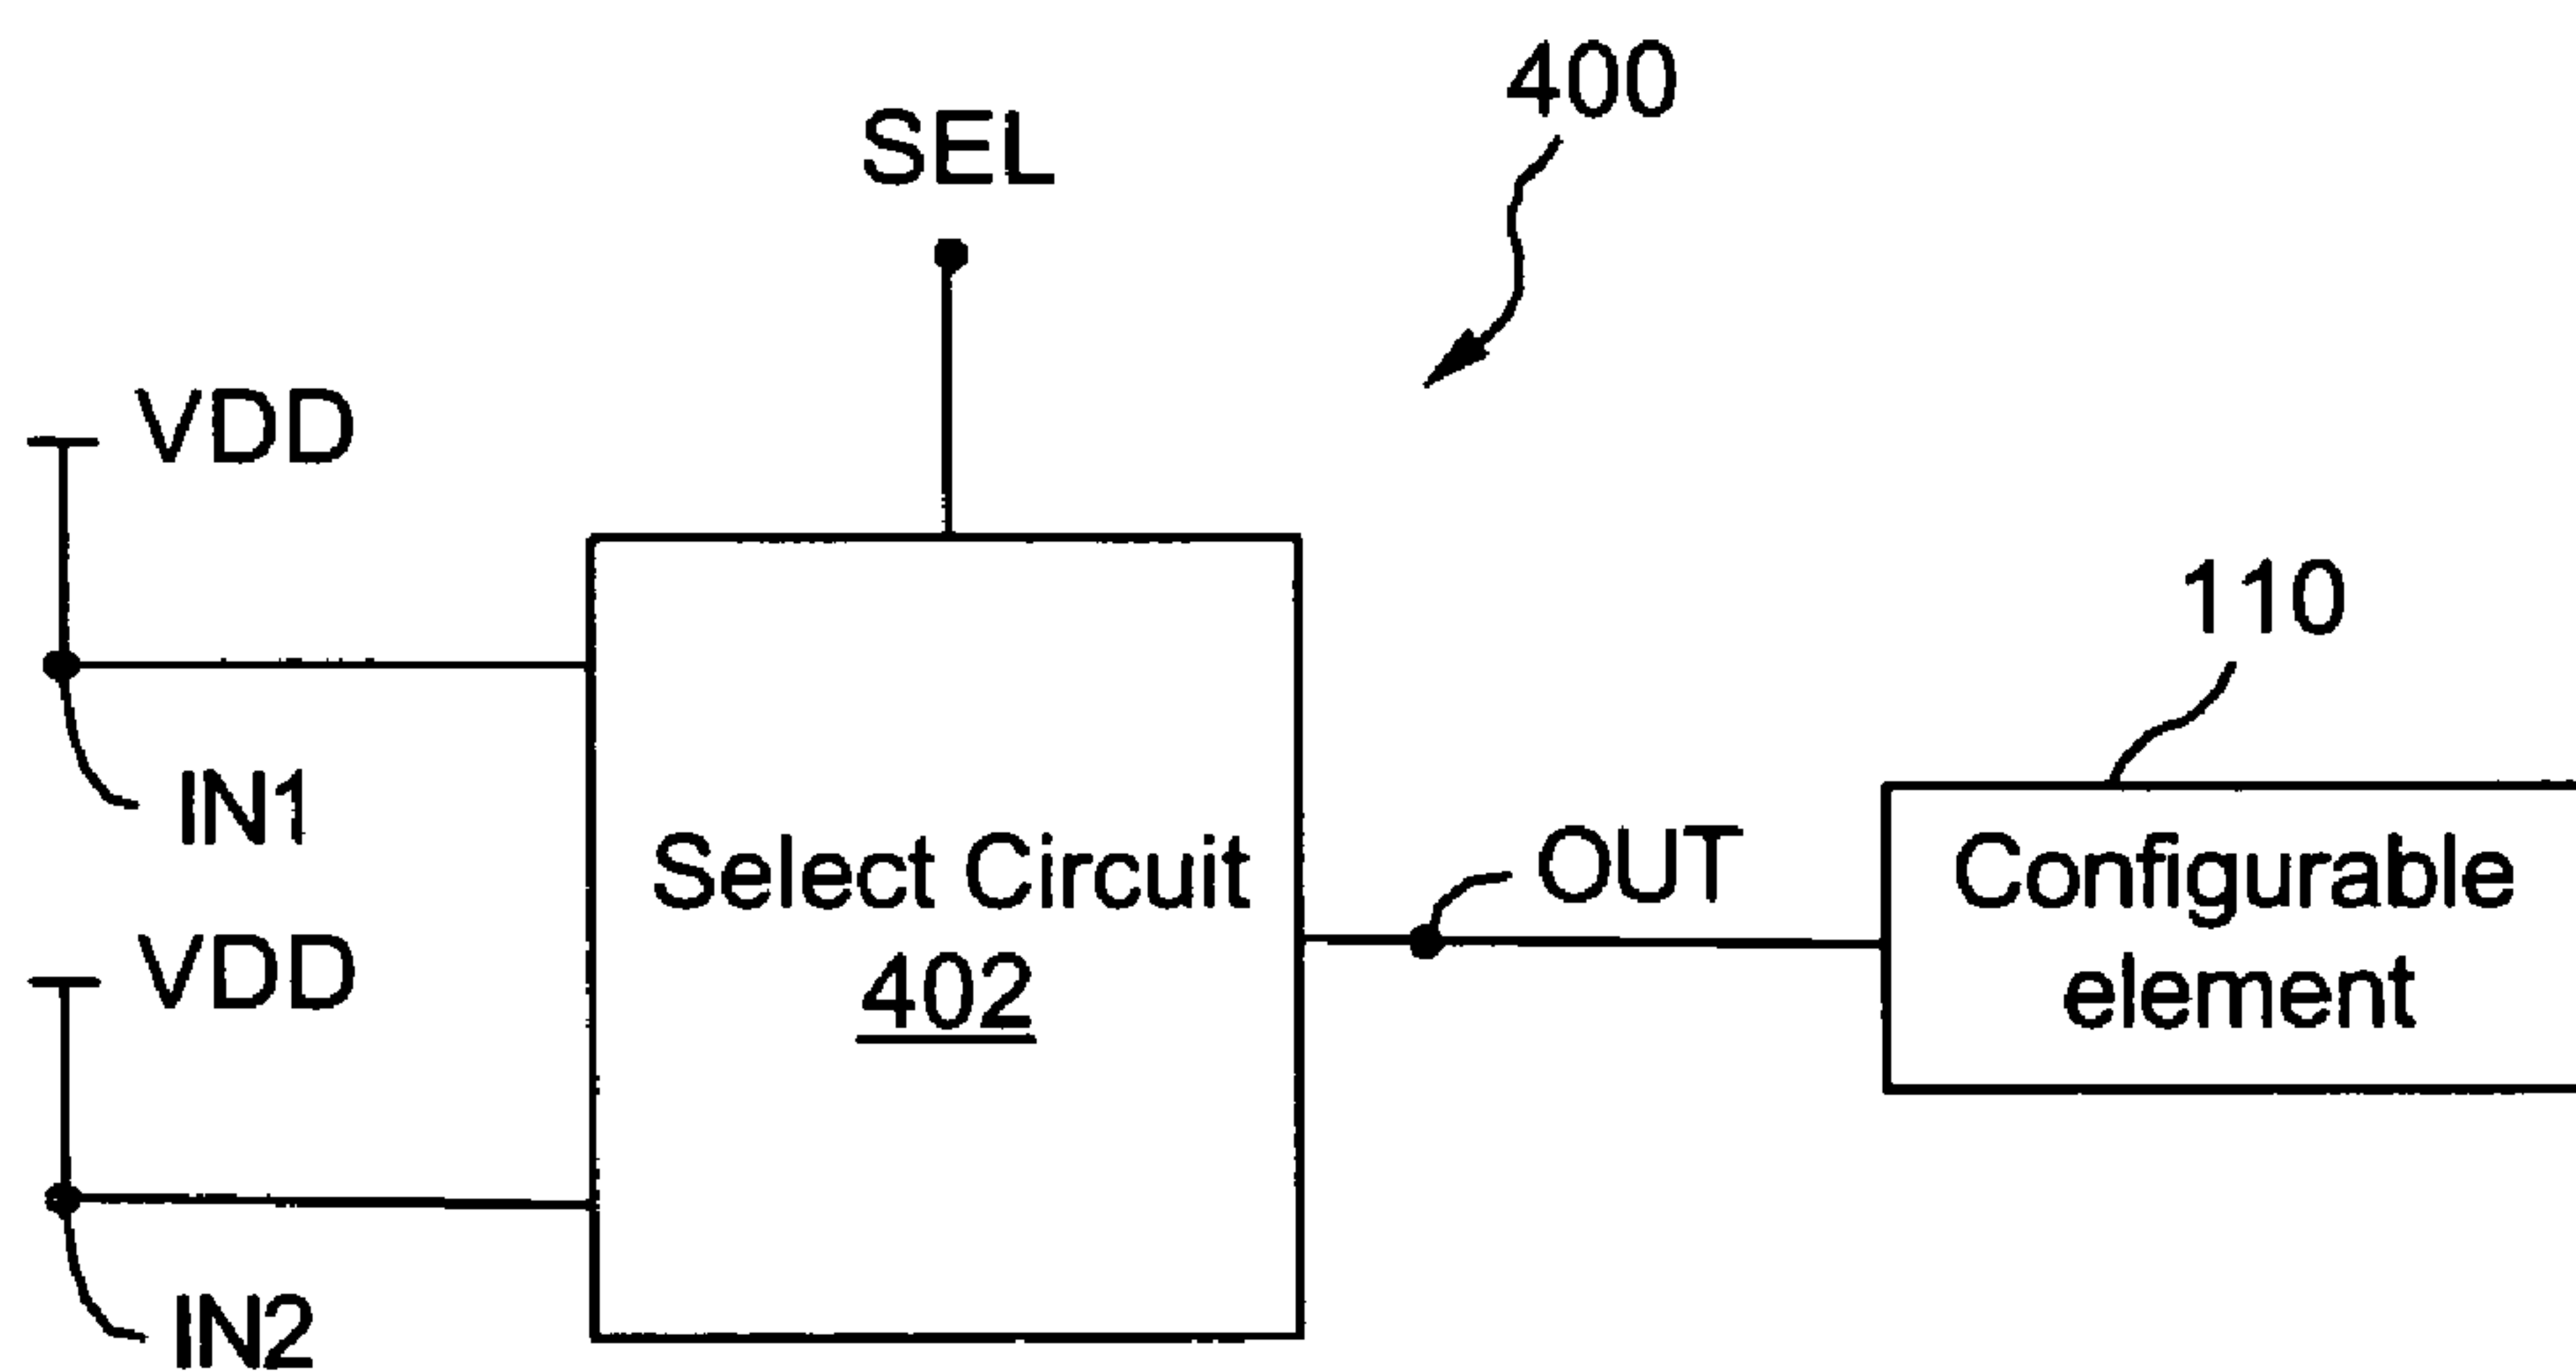 400
SEL
VDD
110
IN1
Select Circuit
402
OUT
Configurable
element
VDD
IN2